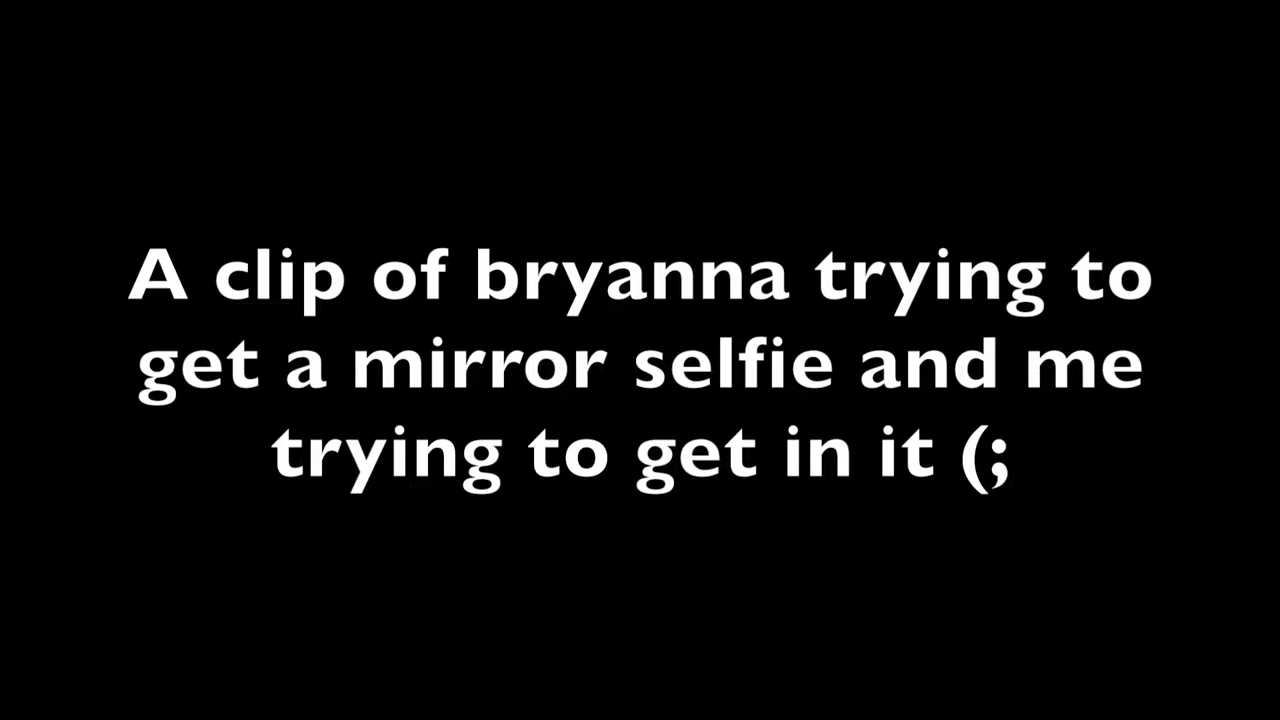 A clip of bryanna trying to
get a mirror selfie and me
trying to get in it (;